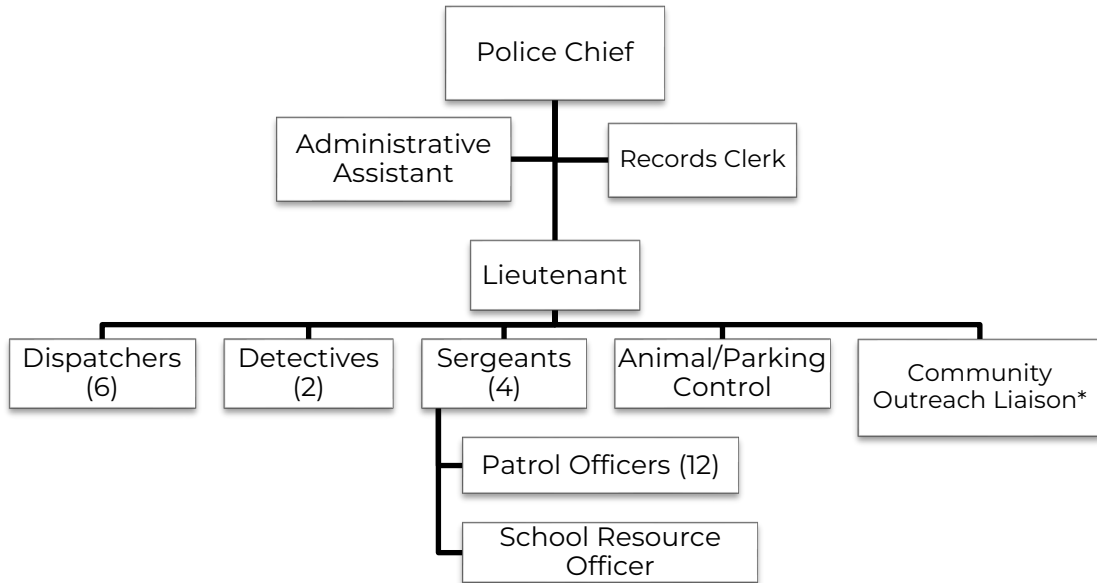 Police Chief
Administrative
Assistant
Records Clerk
Lieutenant
Dispatchers
(6)
Detectives
(2)
Sergeants
(4)
Animal/Parking
Control
Community
Outreach Liaison*
Patrol Officers (12)
School Resource
Officer